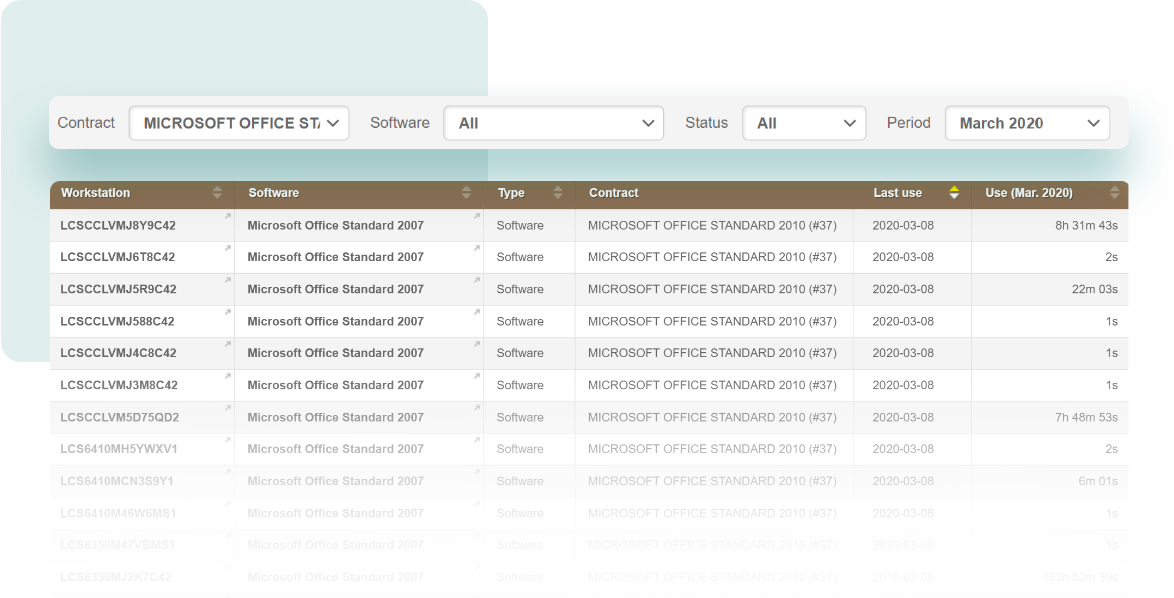 Contract MICROSOFT OFFICE STA Software All Status All Period March 2020
Workstation Software Type Contract Last use Use (Mar. 2020)
LCSCCLVMJ8Y9C42 Microsoft Office Standard 2007 Software MICROSOFT OFFICE STANDARD 2010 (#37) 2020-03-08 8h 31m 43s
LCSCCLVMJ6T8C42 Microsoft Office Standard 2007 Software MICROSOFT OFFICE STANDARD 2010 (#37) 2020-03-08 2s
LCSCCLVMJ5R9C42 Microsoft Office Standard 2007 Software MICROSOFT OFFICE STANDARD 2010 (#37) 2020-03-08 22m 03s
LCSCCLVMJ588C42 Microsoft Office Standard 2007 Software MICROSOFT OFFICE STANDARD 2010 (#37) 2020-03-08 1s
LCSCCLVMJ4C8C42 Microsoft Office Standard 2007 Software MICROSOFT OFFICE STANDARD 2010 (#37) 2020-03-08 1s
LCSCCLVMJ3M8C42 Microsoft Office Standard 2007 Software MICROSOFT OFFICE STANDARD 2010 (#37) 2020-03-08 1s
LCSCCLVM5D75QD2 Microsoft Office Standard 2007 Software MICROSOFT OFFICE STANDARD 2010 (#37) 2020-03-08 7h 48m 53s
LCS6410MH5YWXV1 Microsoft Office Standard 2007 Software MICROSOFT OFFICE STANDARD 2010 (#37) 2020-03-08 2s
LCS6410MCN3S9Y1 Microsoft Office Standard 2007 Software MICROSOFT OFFICE STANDARD 2010 (#37) 2020-03-08 6m 01s
LCS6410M46W6MS1 Microsoft Office Standard 2007 Software MICROSOFT OFFICE STANDARD 2010 (#37) 2020-03-08 1s
LCS6350M47VBMS1 Microsoft Office Standard 2007 Software MICROSOFT OFFICE STANDARD 2010 (#37) 2020-03-08 1s
LCS6330MJ3K7C42 Microsoft Office Standard 2007 Software MICROSOFT OFFICE STANDARD 2010 (#37) 2018-03-08 183h 52m 39s